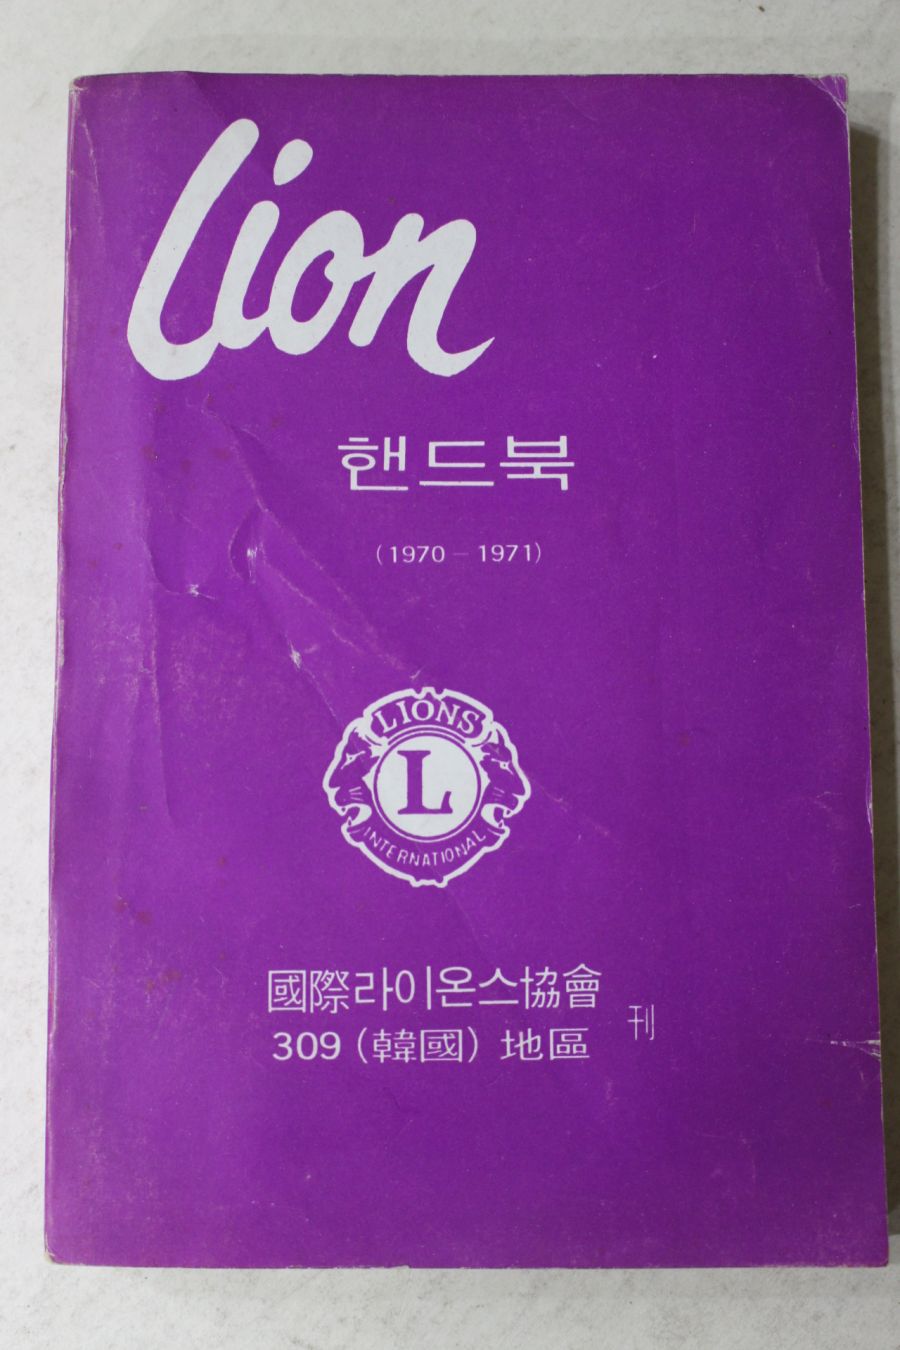 Lion
핸드북
(1970 - 1971)
LIONS
L
INTERNATIONAL
國際라이온스協會
309 (韓國) 地區
刊